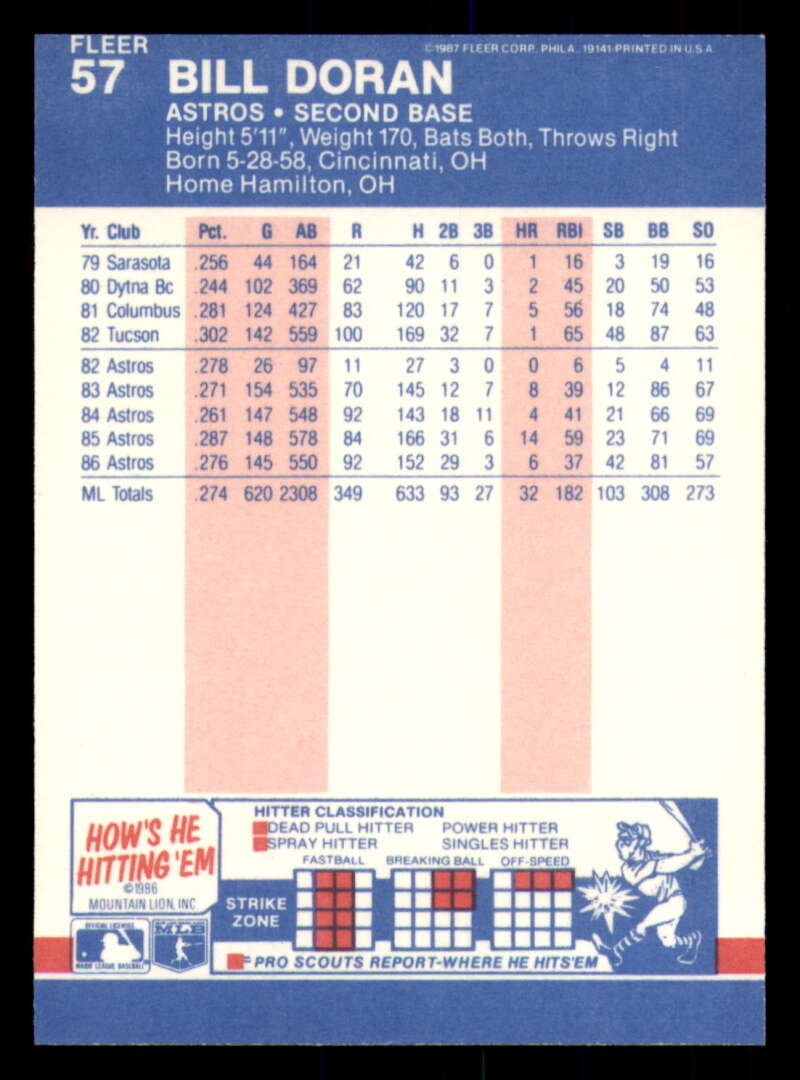 FLEER
©1987 FLEER CORP. PHILA. 19141 PRINTED IN U.S.A.
57 BILL DORAN
ASTROS • SECOND BASE
Height 5'11", Weight 170, Bats Both, Throws Right
Born 5-28-58, Cincinnati, OH
Home Hamilton, OH
Yr. Club Pct. G AB R H 2B 3B HR RBI SB BB SO
79 Sarasota .256 44 164 21 42 6 0 1 16 3 19 16
80 Dytna Bc .244 102 369 62 90 11 3 2 45 20 50 53
81 Columbus .281 124 427 83 120 17 7 5 56 18 74 48
82 Tucson .302 142 559 100 169 32 7 1 65 48 87 63
82 Astros .278 26 97 11 27 3 0 0 6 5 4 11
83 Astros .271 154 535 70 145 12 7 8 39 12 86 67
84 Astros .261 147 548 92 143 18 11 4 41 21 66 69
85 Astros .287 148 578 84 166 31 6 14 59 23 71 69
86 Astros .276 145 550 92 152 29 3 6 37 42 81 57
ML Totals .274 620 2308 349 633 93 27 32 182 103 308 273
HOW'S HE
HITTING 'EM
©1986
MOUNTAIN LION, INC.
HITTER CLASSIFICATION
DEAD PULL HITTER POWER HITTER
SPRAY HITTER SINGLES HITTER
FASTBALL BREAKING BALL OFF-SPEED
STRIKE
ZONE
OFFICIAL LICENSEE
MAJOR LEAGUE BASEBALL
MLB
= PRO SCOUTS REPORT-WHERE HE HITS'EM